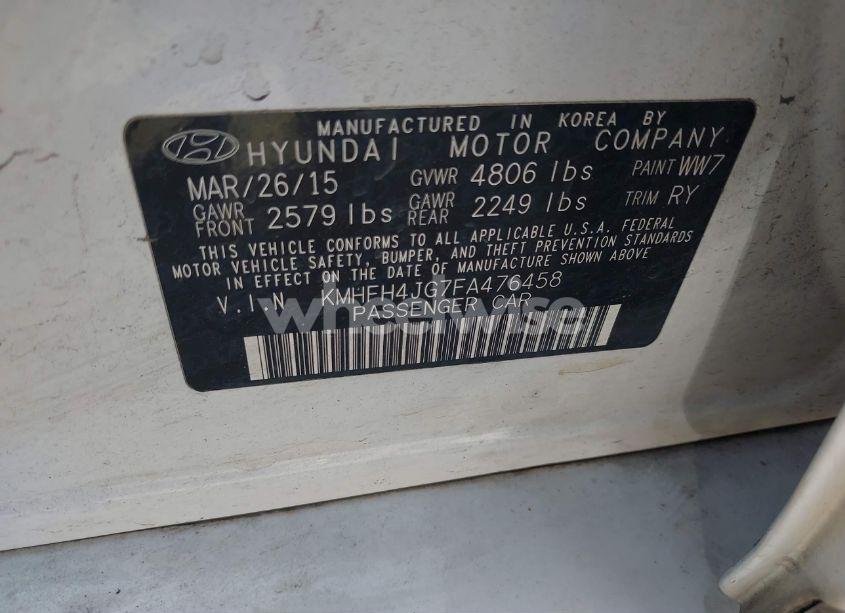 MANUFACTURED IN KOREA BY
HYUNDAI MOTOR COMPANY
MAR/26/15 GVWR 4806 lbs PAINT WW7
GAWR FRONT 2579 lbs GAWR REAR 2249 lbs TRIM RY
THIS VEHICLE CONFORMS TO ALL APPLICABLE U.S.A. FEDERAL
MOTOR VEHICLE SAFETY, BUMPER, AND THEFT PREVENTION STANDARDS
IN EFFECT ON THE DATE OF MANUFACTURE SHOWN ABOVE
V.I.N KMHFH4JG7FA476458
PASSENGER CAR
wheelwise